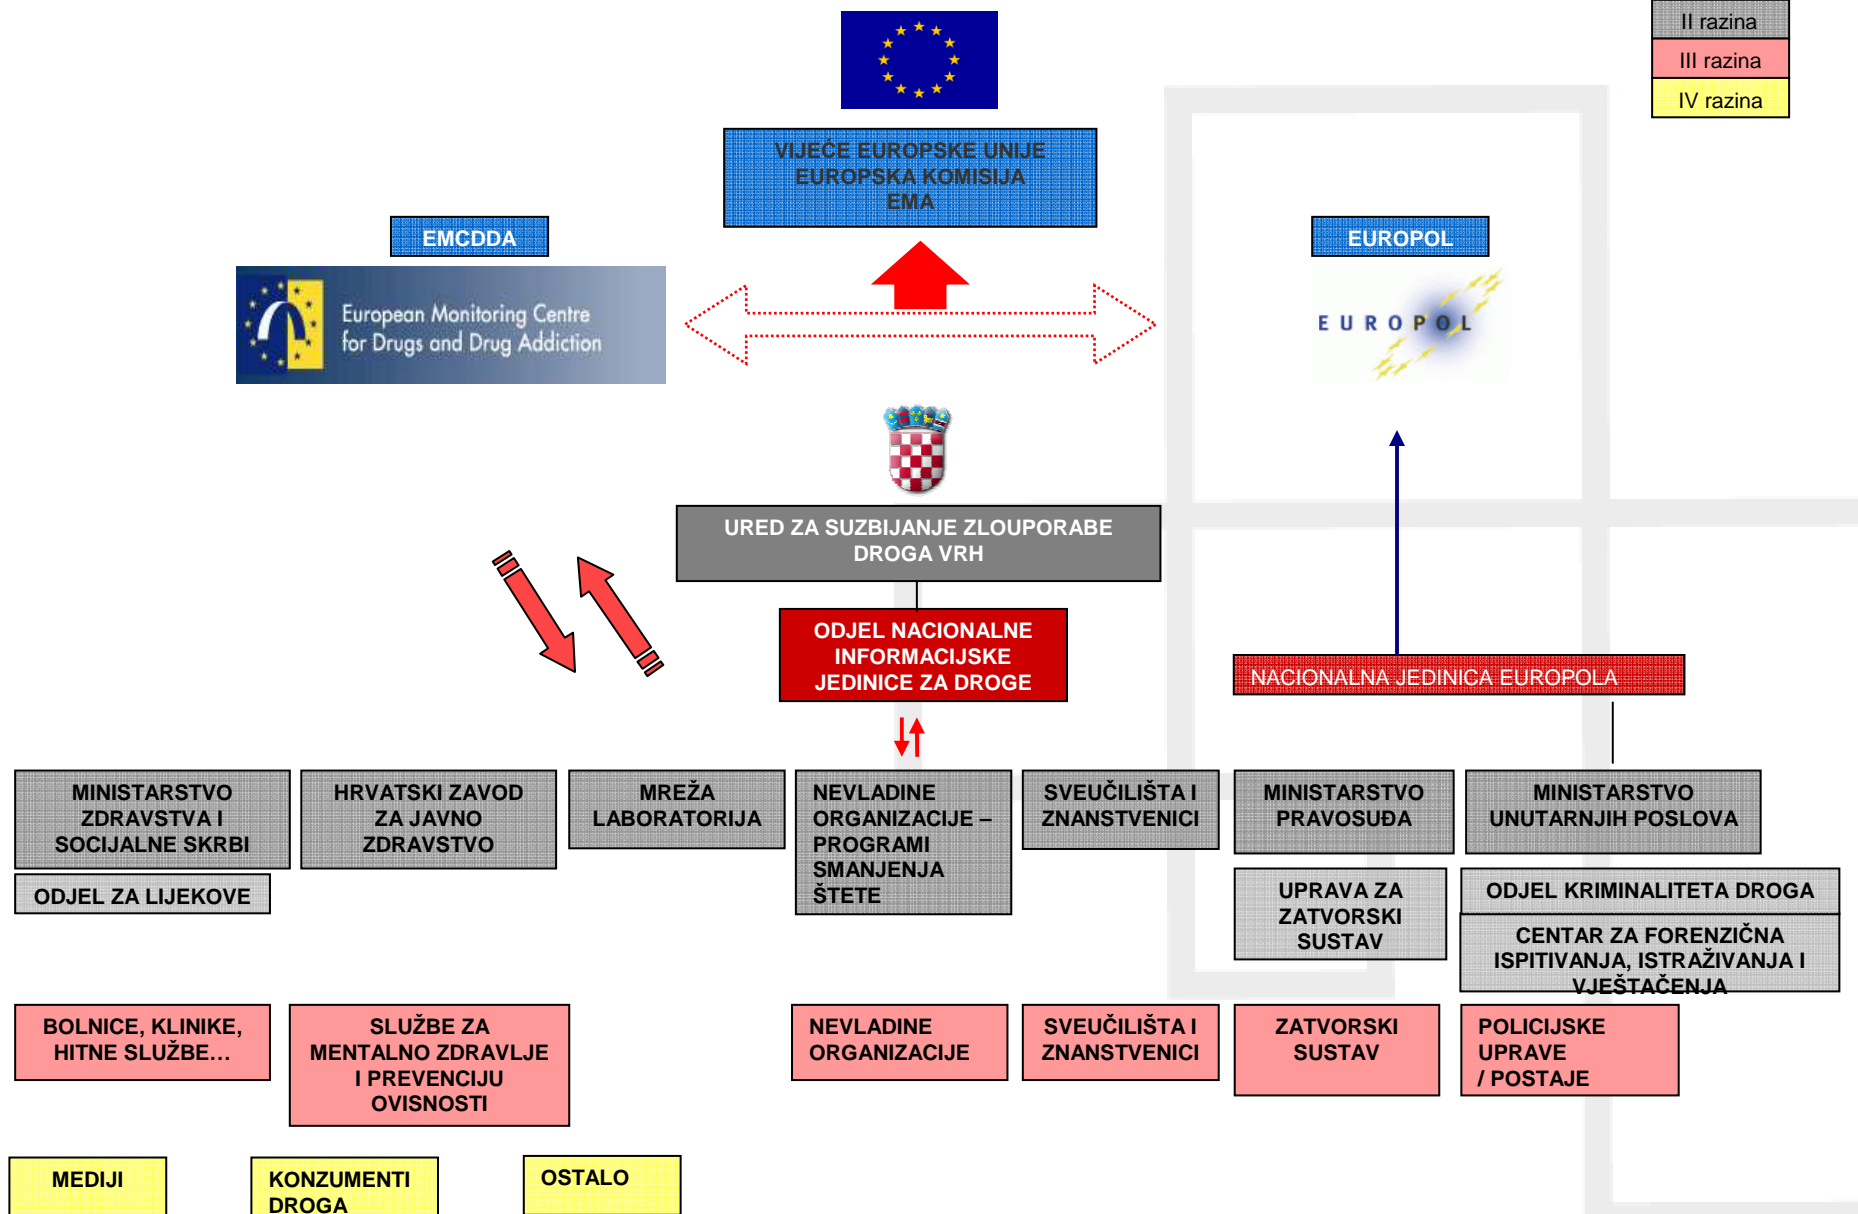 II razina
III razina
IV razina
VIJEĆE EUROPSKE UNIJE
EUROPSKA KOMISIJA
EMA
EMCDDA
EUROPOL
European Monitoring Centre
for Drugs and Drug Addiction
EUROPOL
URED ZA SUZBIJANJE ZLOUPORABE
DROGA VRH
ODJEL NACIONALNE
INFORMACIJSKE
JEDINICE ZA DROGE
NACIONALNA JEDINICA EUROPOLA
MINISTARSTVO
ZDRAVSTVA I
SOCIJALNE SKRBI
HRVATSKI ZAVOD
ZA JAVNO
ZDRAVSTVO
MREŽA
LABORATORIJA
NEVLADINE
ORGANIZACIJE –
PROGRAMI
SMANJENJA
ŠTETE
SVEUČILIŠTA I
ZNANSTVENICI
MINISTARSTVO
PRAVOSUĐA
MINISTARSTVO
UNUTARNJIH POSLOVA
ODJEL ZA LIJEKOVE
UPRAVA ZA
ZATVORSKI
SUSTAV
ODJEL KRIMINALITETA DROGA
CENTAR ZA FORENZIČNA
ISPITIVANJA, ISTRAŽIVANJA I
VJEŠTAČENJA
BOLNICE, KLINIKE,
HITNE SLUŽBE…
SLUŽBE ZA
MENTALNO ZDRAVLJE
I PREVENCIJU
OVISNOSTI
NEVLADINE
ORGANIZACIJE
SVEUČILIŠTA I
ZNANSTVENICI
ZATVORSKI
SUSTAV
POLICIJSKE
UPRAVE
/ POSTAJE
MEDIJI
KONZUMENTI
DROGA
OSTALO